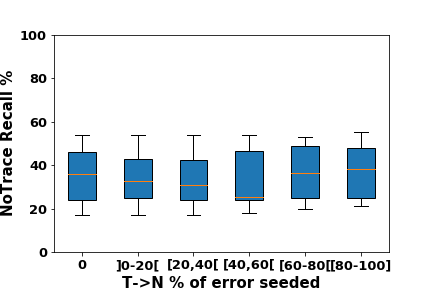 NoTrace Recall %
100
80
60
40
20
0
0 ]0-20[ [20,40[ [40,60[ [60-80[ [80-100]
T->N % of error seeded